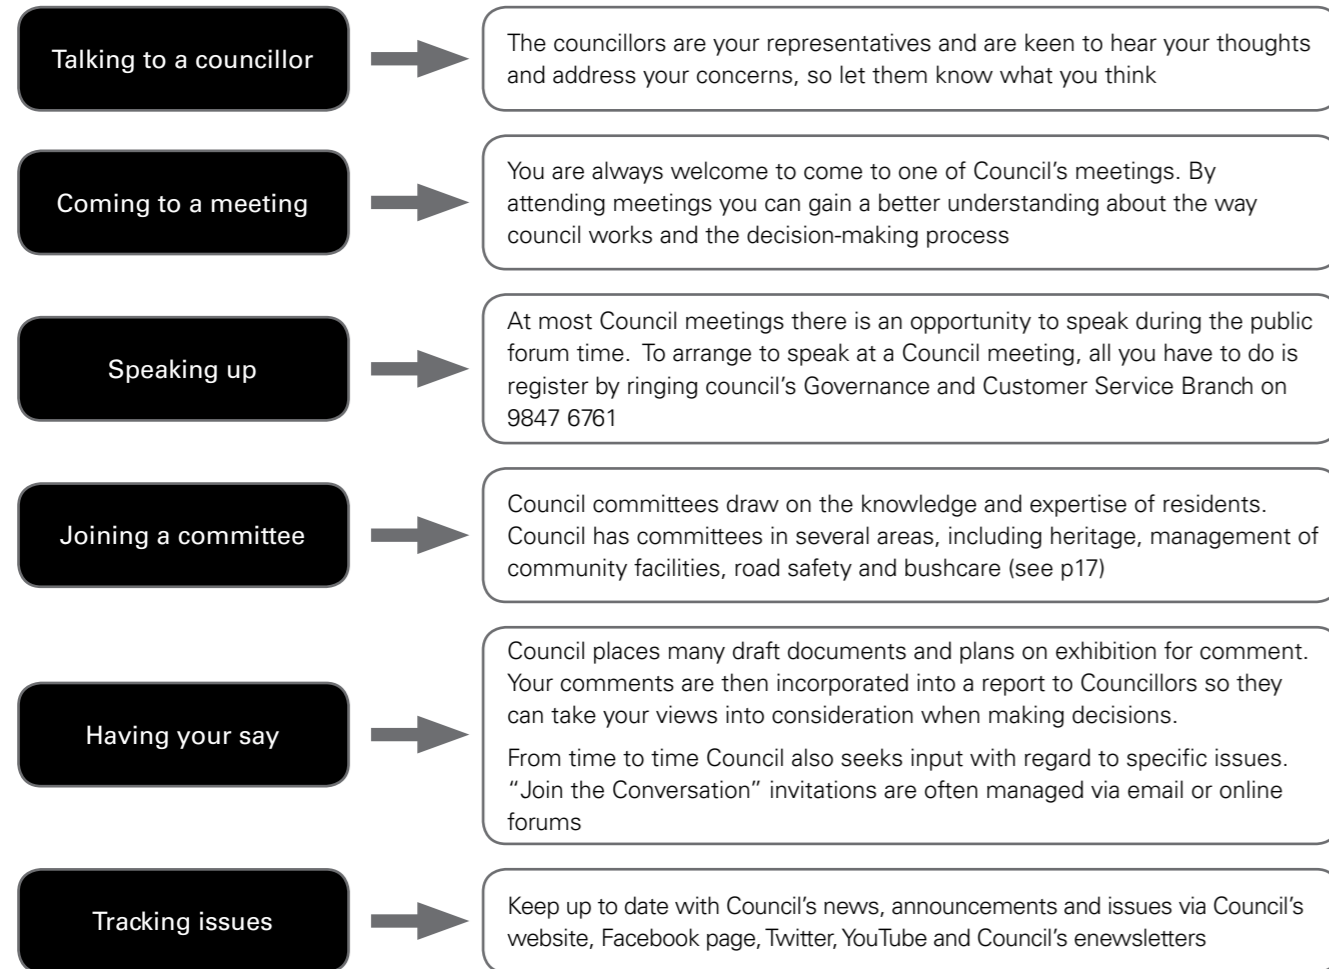 Talking to a councillor
The councillors are your representatives and are keen to hear your thoughts
and address your concerns, so let them know what you think
Coming to a meeting
You are always welcome to come to one of Council’s meetings. By
attending meetings you can gain a better understanding about the way
council works and the decision-making process
Speaking up
At most Council meetings there is an opportunity to speak during the public
forum time. To arrange to speak at a Council meeting, all you have to do is
register by ringing council’s Governance and Customer Service Branch on
9847 6761
Joining a committee
Council committees draw on the knowledge and expertise of residents.
Council has committees in several areas, including heritage, management of
community facilities, road safety and bushcare (see p17)
Having your say
Council places many draft documents and plans on exhibition for comment.
Your comments are then incorporated into a report to Councillors so they
can take your views into consideration when making decisions.
From time to time Council also seeks input with regard to specific issues.
“Join the Conversation” invitations are often managed via email or online
forums
Tracking issues
Keep up to date with Council’s news, announcements and issues via Council’s
website, Facebook page, Twitter, YouTube and Council’s enewsletters